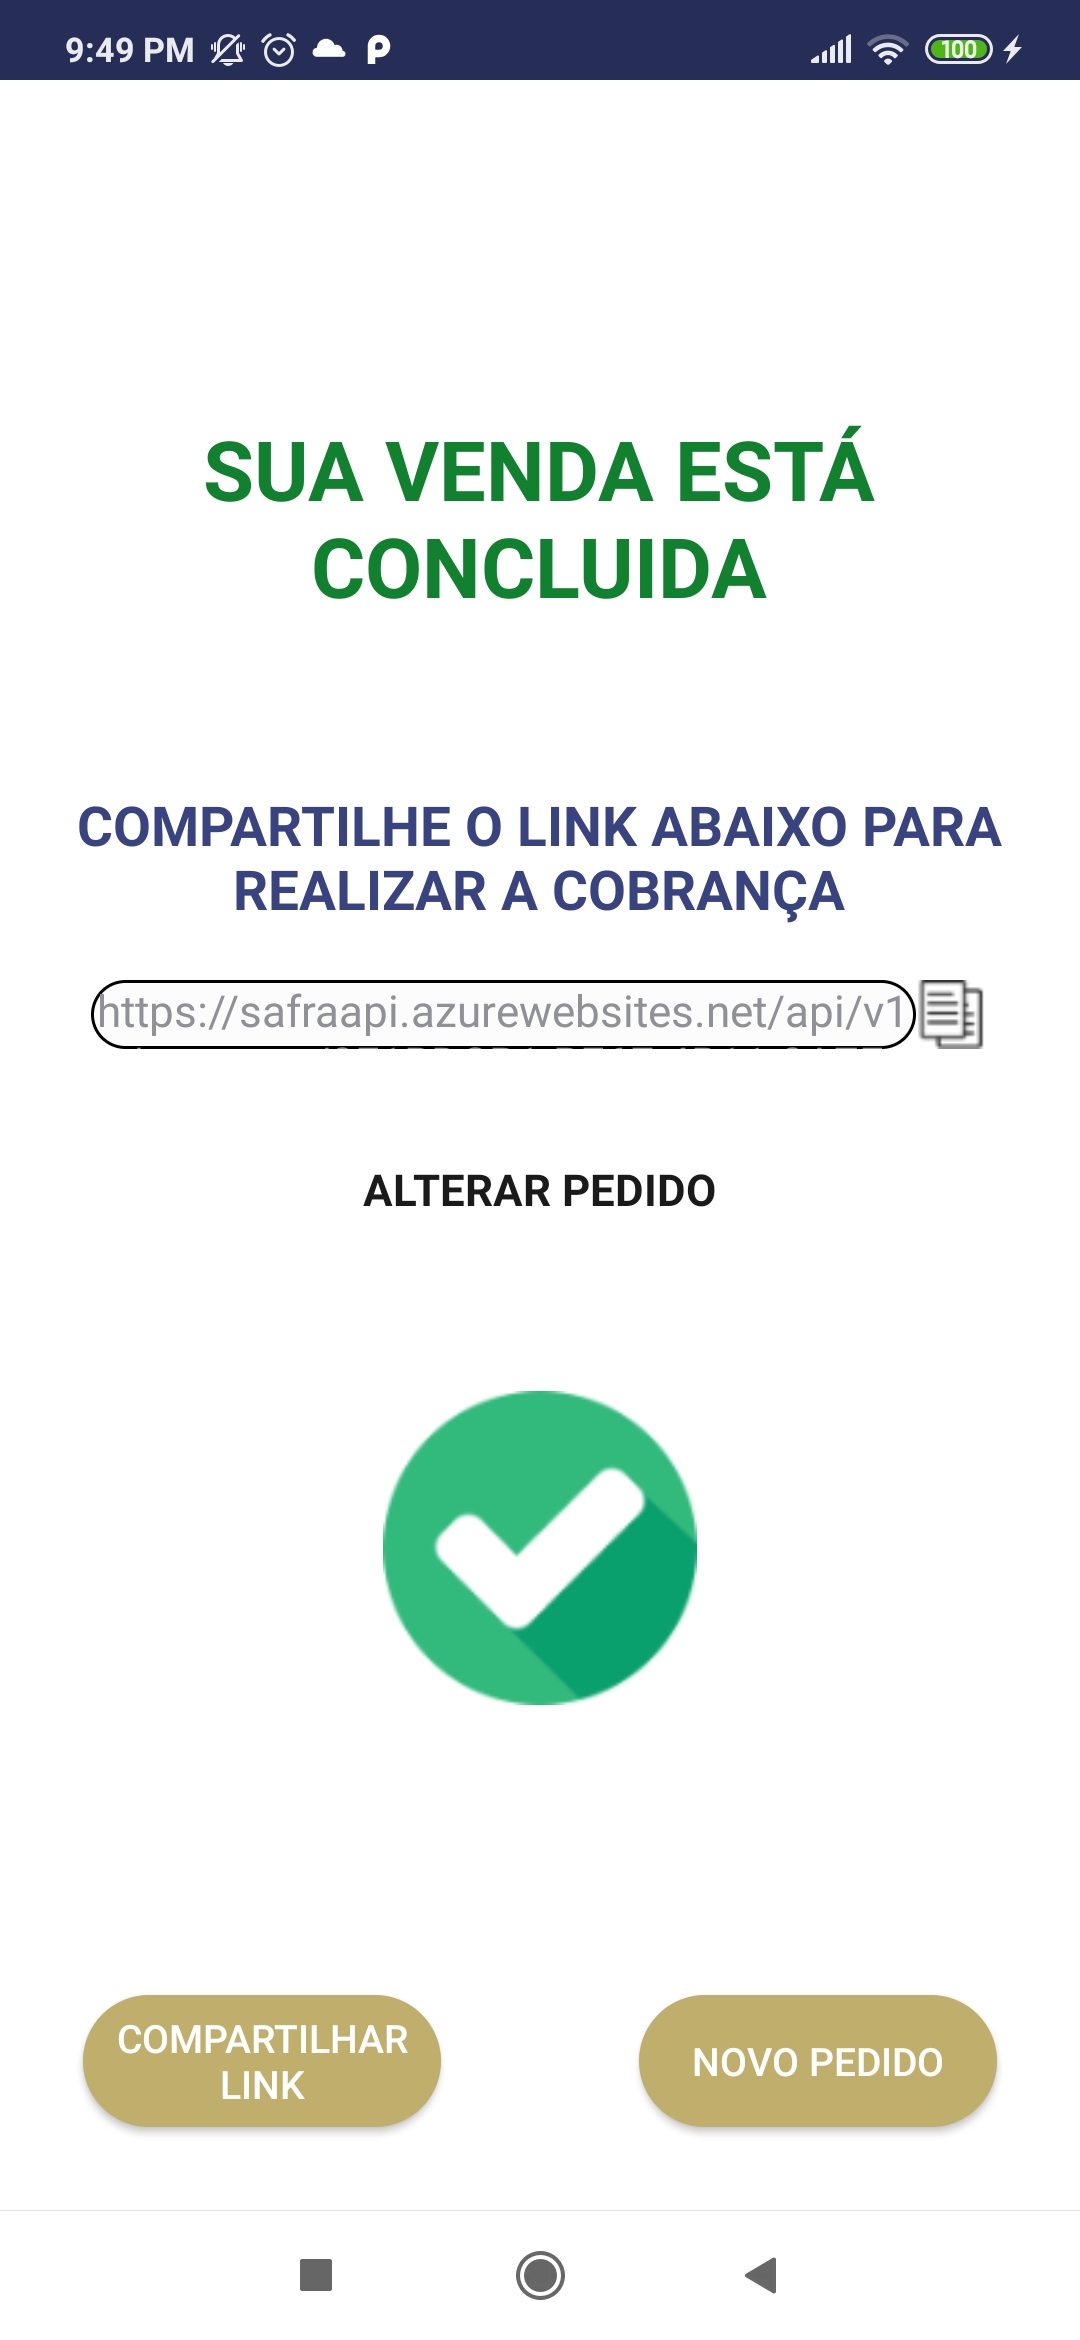 9:49 PM
100
SUA VENDA ESTÁ
CONCLUIDA
COMPARTILHE O LINK ABAIXO PARA
REALIZAR A COBRANÇA
https://safraapi.azurewebsites.net/api/v1
ALTERAR PEDIDO
COMPARTILHAR
LINK
NOVO PEDIDO